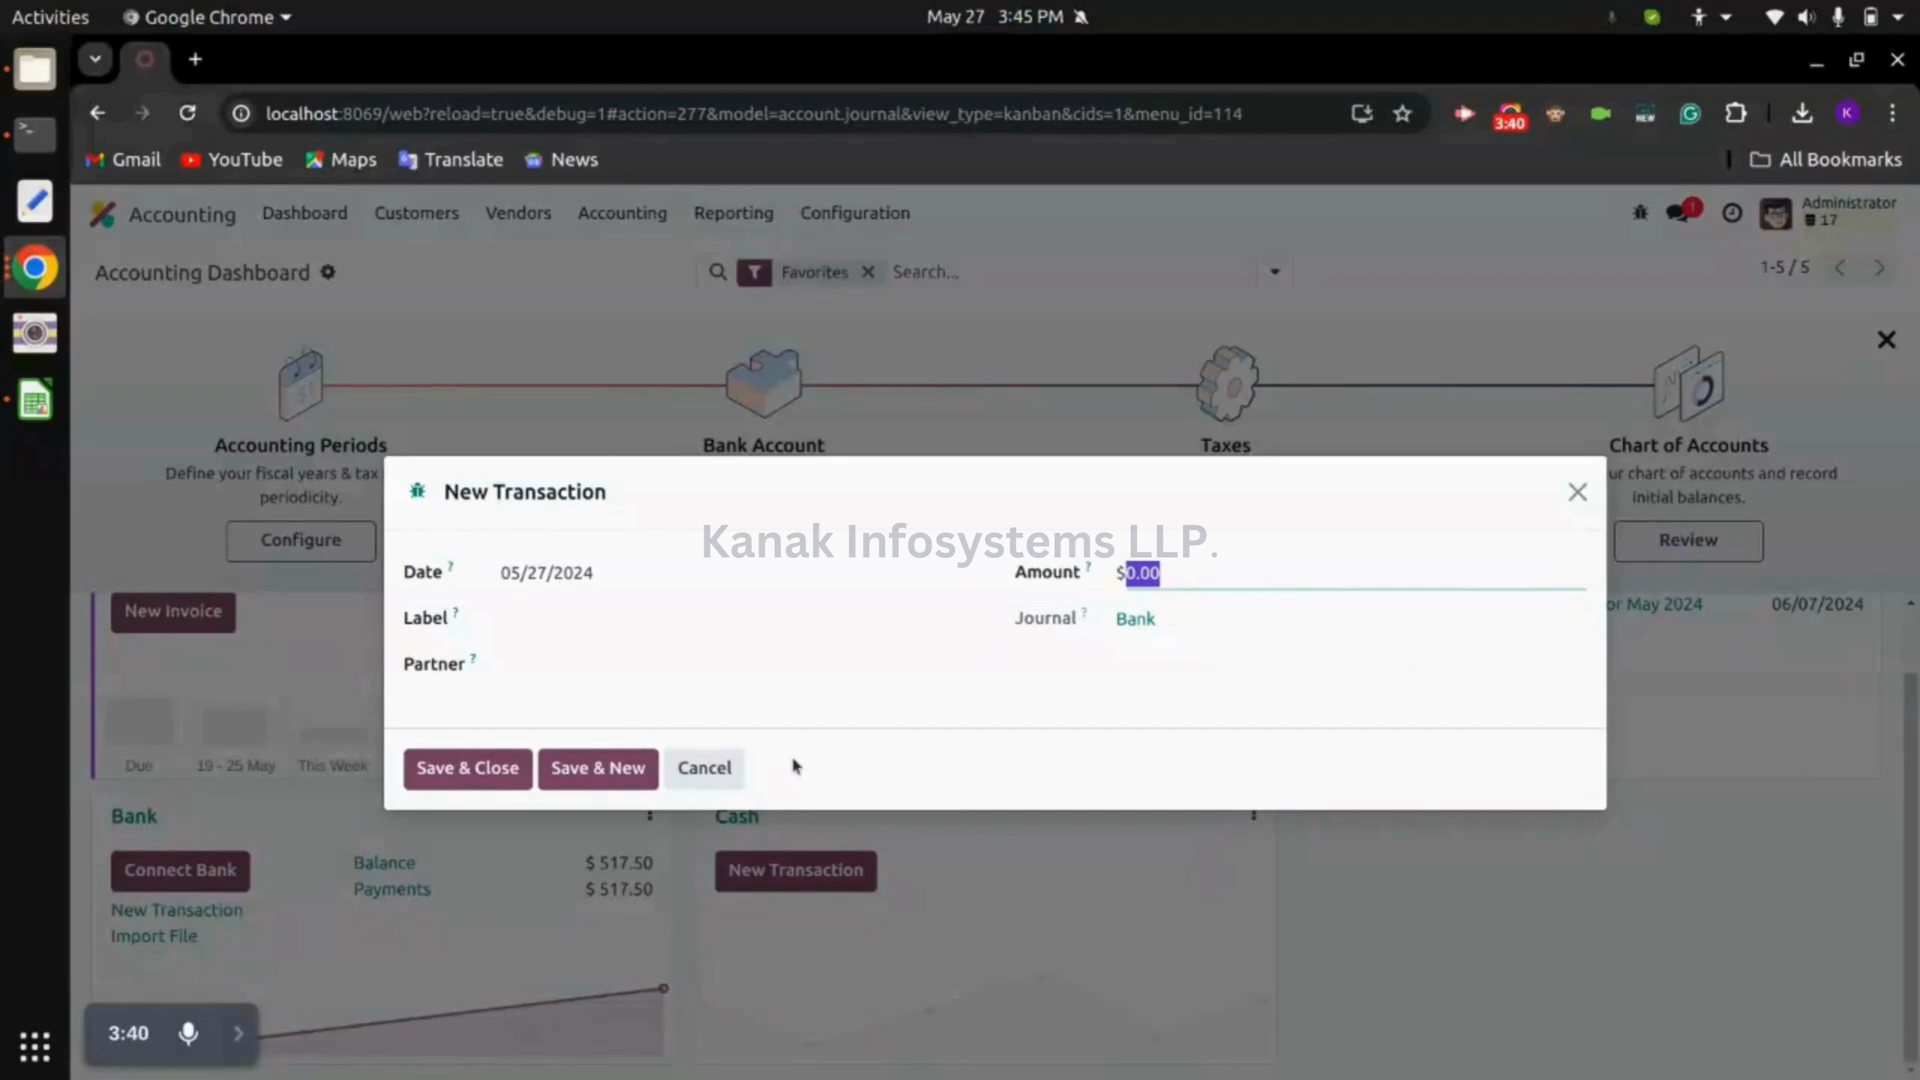 Activities Google Chrome May 27 3:45 PM
localhost:8069/web?reload=true&debug=1#action=277&model=account.journal&view_type=kanban&cids=1&menu_id=114 3:40 NEW K
Gmail YouTube Maps Translate News All Bookmarks
Accounting Dashboard Customers Vendors Accounting Reporting Configuration 1 Administrator
17
Accounting Dashboard Favorites Search... 1-5 / 5
Accounting Periods Bank Account Taxes Chart of Accounts
Define your fiscal years & tax ur chart of accounts and record
periodicity. initial balances.
Configure Review
New Transaction
Kanak Infosystems LLP.
Date ? 05/27/2024 Amount ? $0.00
Label ? Journal ? Bank
Partner ?
New Invoice or May 2024 06/07/2024
Due 19 - 25 May This Week
Save & Close Save & New Cancel
Bank Cash
Connect Bank Balance $ 517.50 New Transaction
Payments $ 517.50
New Transaction
Import File
3:40